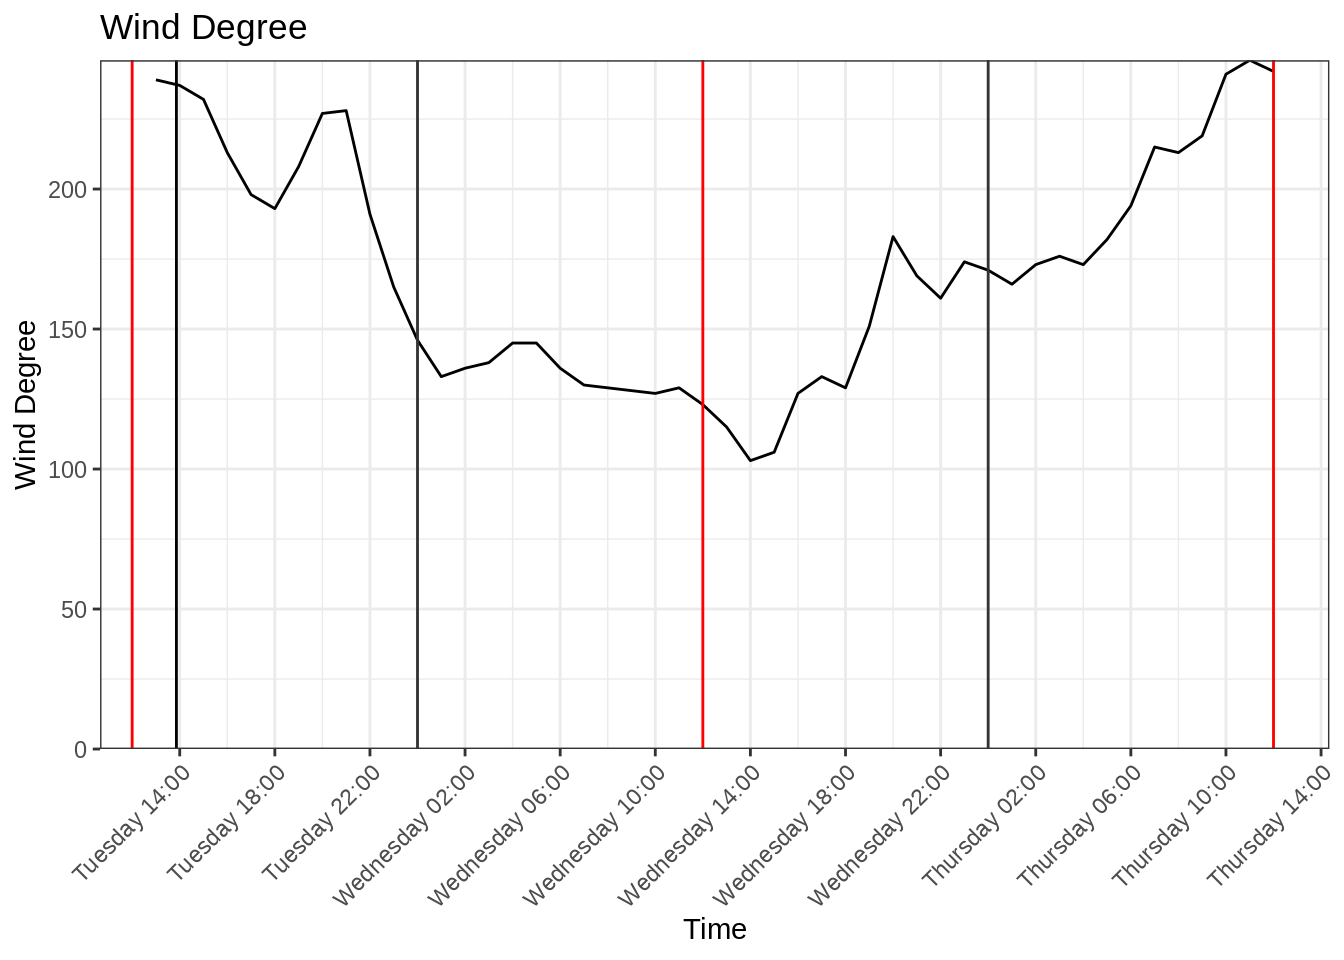 Wind Degree
Wind Degree
200
150
100
50
0
Tuesday 14:00
Tuesday 18:00
Tuesday 22:00
Wednesday 02:00
Wednesday 06:00
Wednesday 10:00
Wednesday 14:00
Wednesday 18:00
Wednesday 22:00
Thursday 02:00
Thursday 06:00
Thursday 10:00
Thursday 14:00
Time